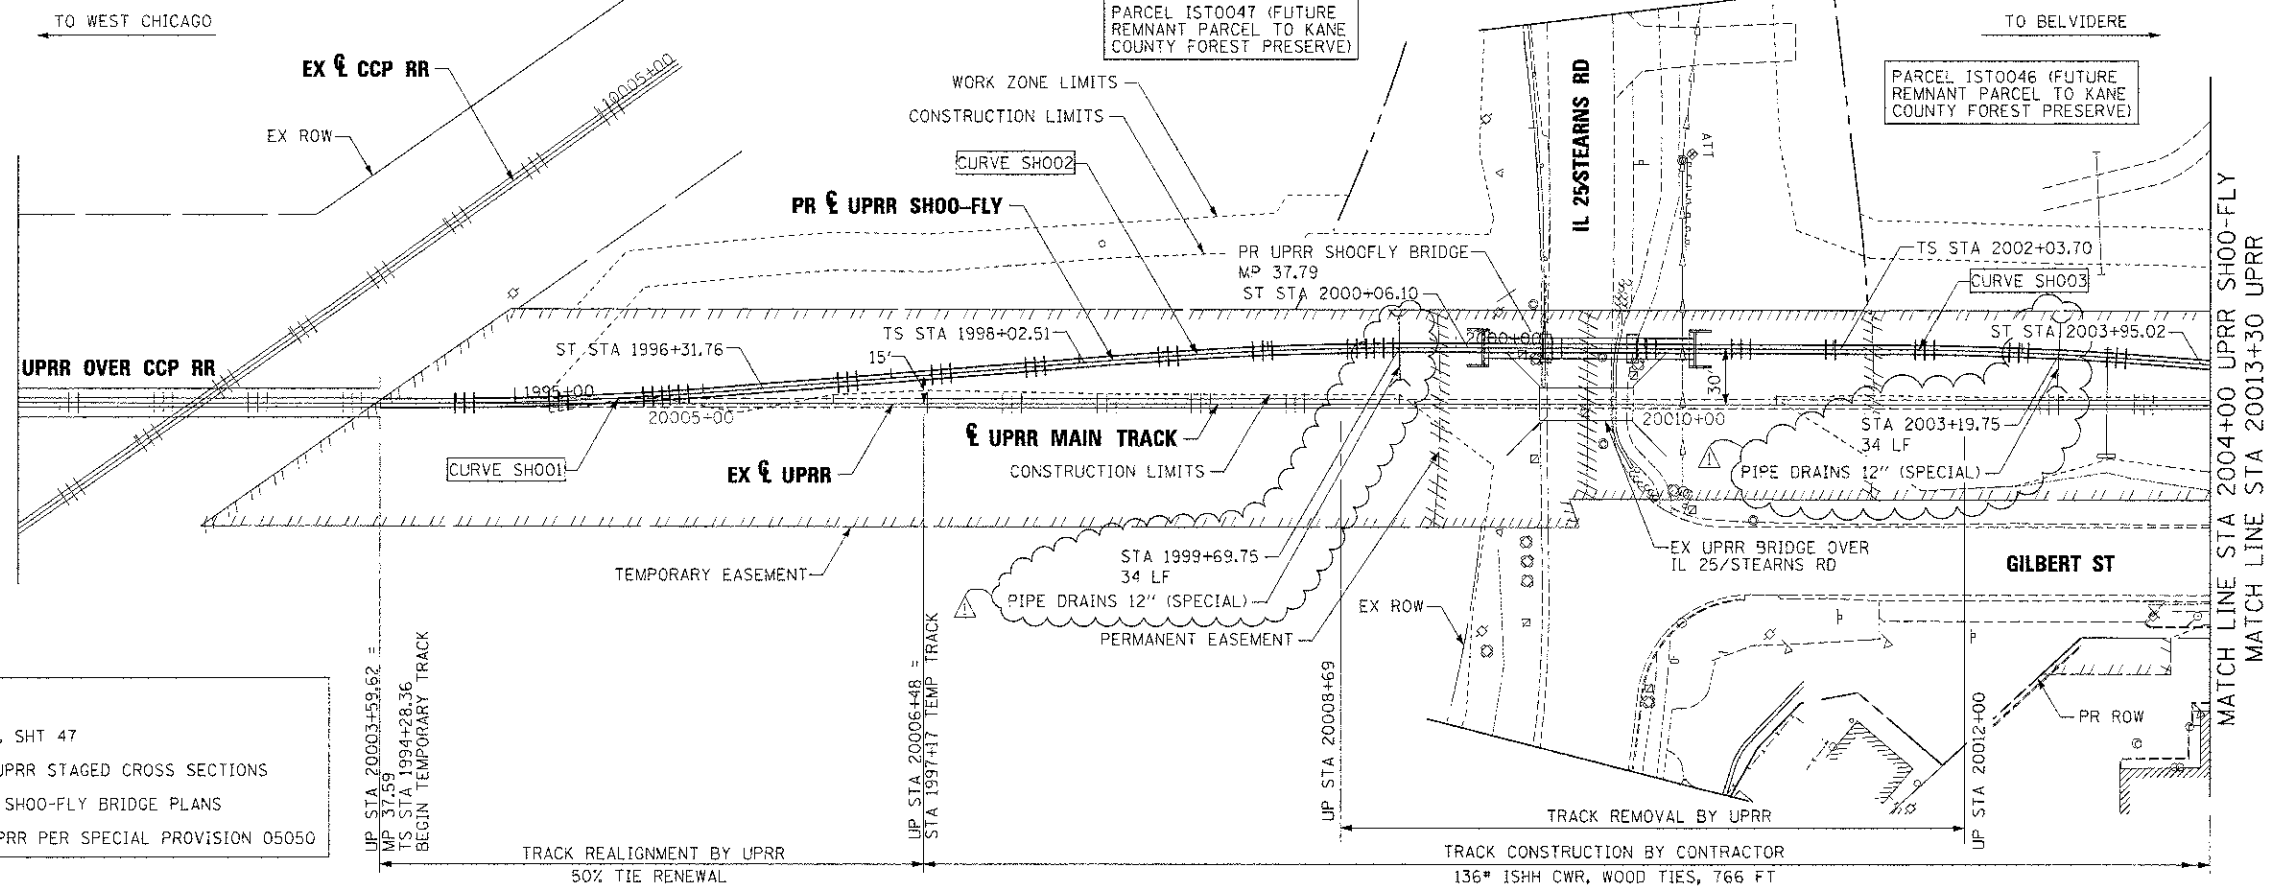 TO WEST CHICAGO
PARCEL IST0047 (FUTURE
REMNANT PARCEL TO KANE
COUNTY FOREST PRESERVE)
TO BELVIDERE
EX ℄ CCP RR
10005+00
WORK ZONE LIMITS
CONSTRUCTION LIMITS
IL 25/STEARNS RD
PARCEL IST0046 (FUTURE
REMNANT PARCEL TO KANE
COUNTY FOREST PRESERVE)
EX ROW
CURVE SH002
PR ℄ UPRR SHOO-FLY
PR UPRR SHOOFLY BRIDGE
MP 37.79
ST STA 2000+06.10
TS STA 2002+03.70
CURVE SH003
UPRR OVER CCP RR
ST STA 1996+31.76
TS STA 1998+02.51
15'
2000+00
ST STA 2003+95.02
1995+00
20005+00
30'
20010+00
CURVE SH001
EX ℄ UPRR
℄ UPRR MAIN TRACK
CONSTRUCTION LIMITS
STA 2003+19.75
34 LF
PIPE DRAINS 12" (SPECIAL)
TEMPORARY EASEMENT
STA 1999+69.75
34 LF
PIPE DRAINS 12" (SPECIAL)
PERMANENT EASEMENT
EX ROW
EX UPRR BRIDGE OVER
IL 25/STEARNS RD
GILBERT ST
MATCH LINE STA 2004+00 UPRR SHOO-FLY
MATCH LINE STA 20013+30 UPRR
PR ROW
, SHT 47
UPRR STAGED CROSS SECTIONS
SHOO-FLY BRIDGE PLANS
PRR PER SPECIAL PROVISION 05050
UP STA 20003+59.62 =
MP 37.59
TS STA 1994+28.36
BEGIN TEMPORARY TRACK
UP STA 20006+48 =
STA 1997+17 TEMP TRACK
UP STA 20008+69
UP STA 20012+00
TRACK REMOVAL BY UPRR
TRACK REALIGNMENT BY UPRR
50% TIE RENEWAL
TRACK CONSTRUCTION BY CONTRACTOR
136# ISHH CWR, WOOD TIES, 766 FT